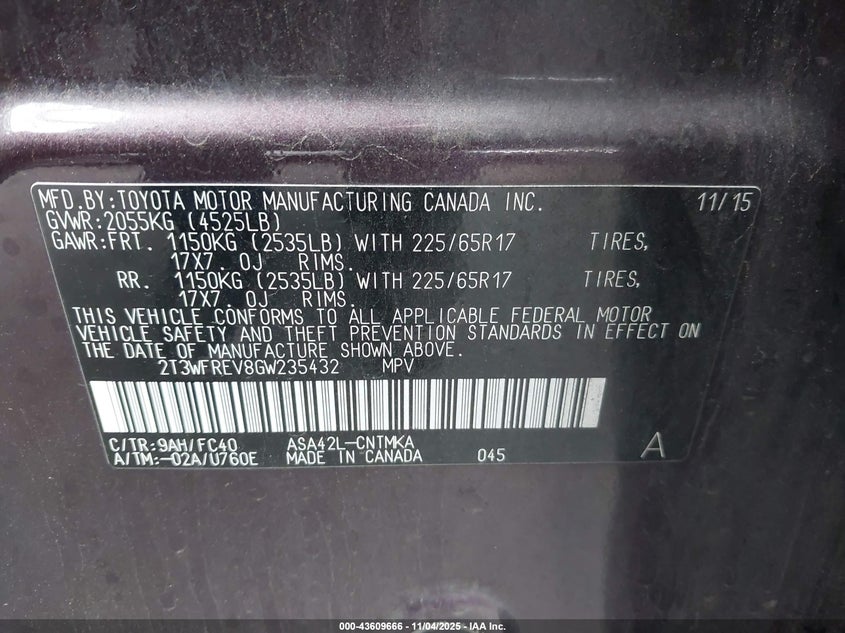 MFD.BY:TOYOTA MOTOR MANUFACTURING CANADA INC. 11/15
GVWR:2055KG (4525LB)
GAWR:FRT. 1150KG (2535LB) WITH 225/65R17 TIRES,
17X7. 0J RIMS.
RR. 1150KG (2535LB) WITH 225/65R17 TIRES,
17X7. 0J RIMS.
THIS VEHICLE CONFORMS TO ALL APPLICABLE FEDERAL MOTOR
VEHICLE SAFETY AND THEFT PREVENTION STANDARDS IN EFFECT ON
THE DATE OF MANUFACTURE SHOWN ABOVE.
2T3WFREV8GW235432 MPV
C/TR:9AH/FC40 ASA42L-CNTMKA
A/TM:-02A/U760E MADE IN CANADA 045 A
000-43609666 - 11/04/2025 - IAA Inc.